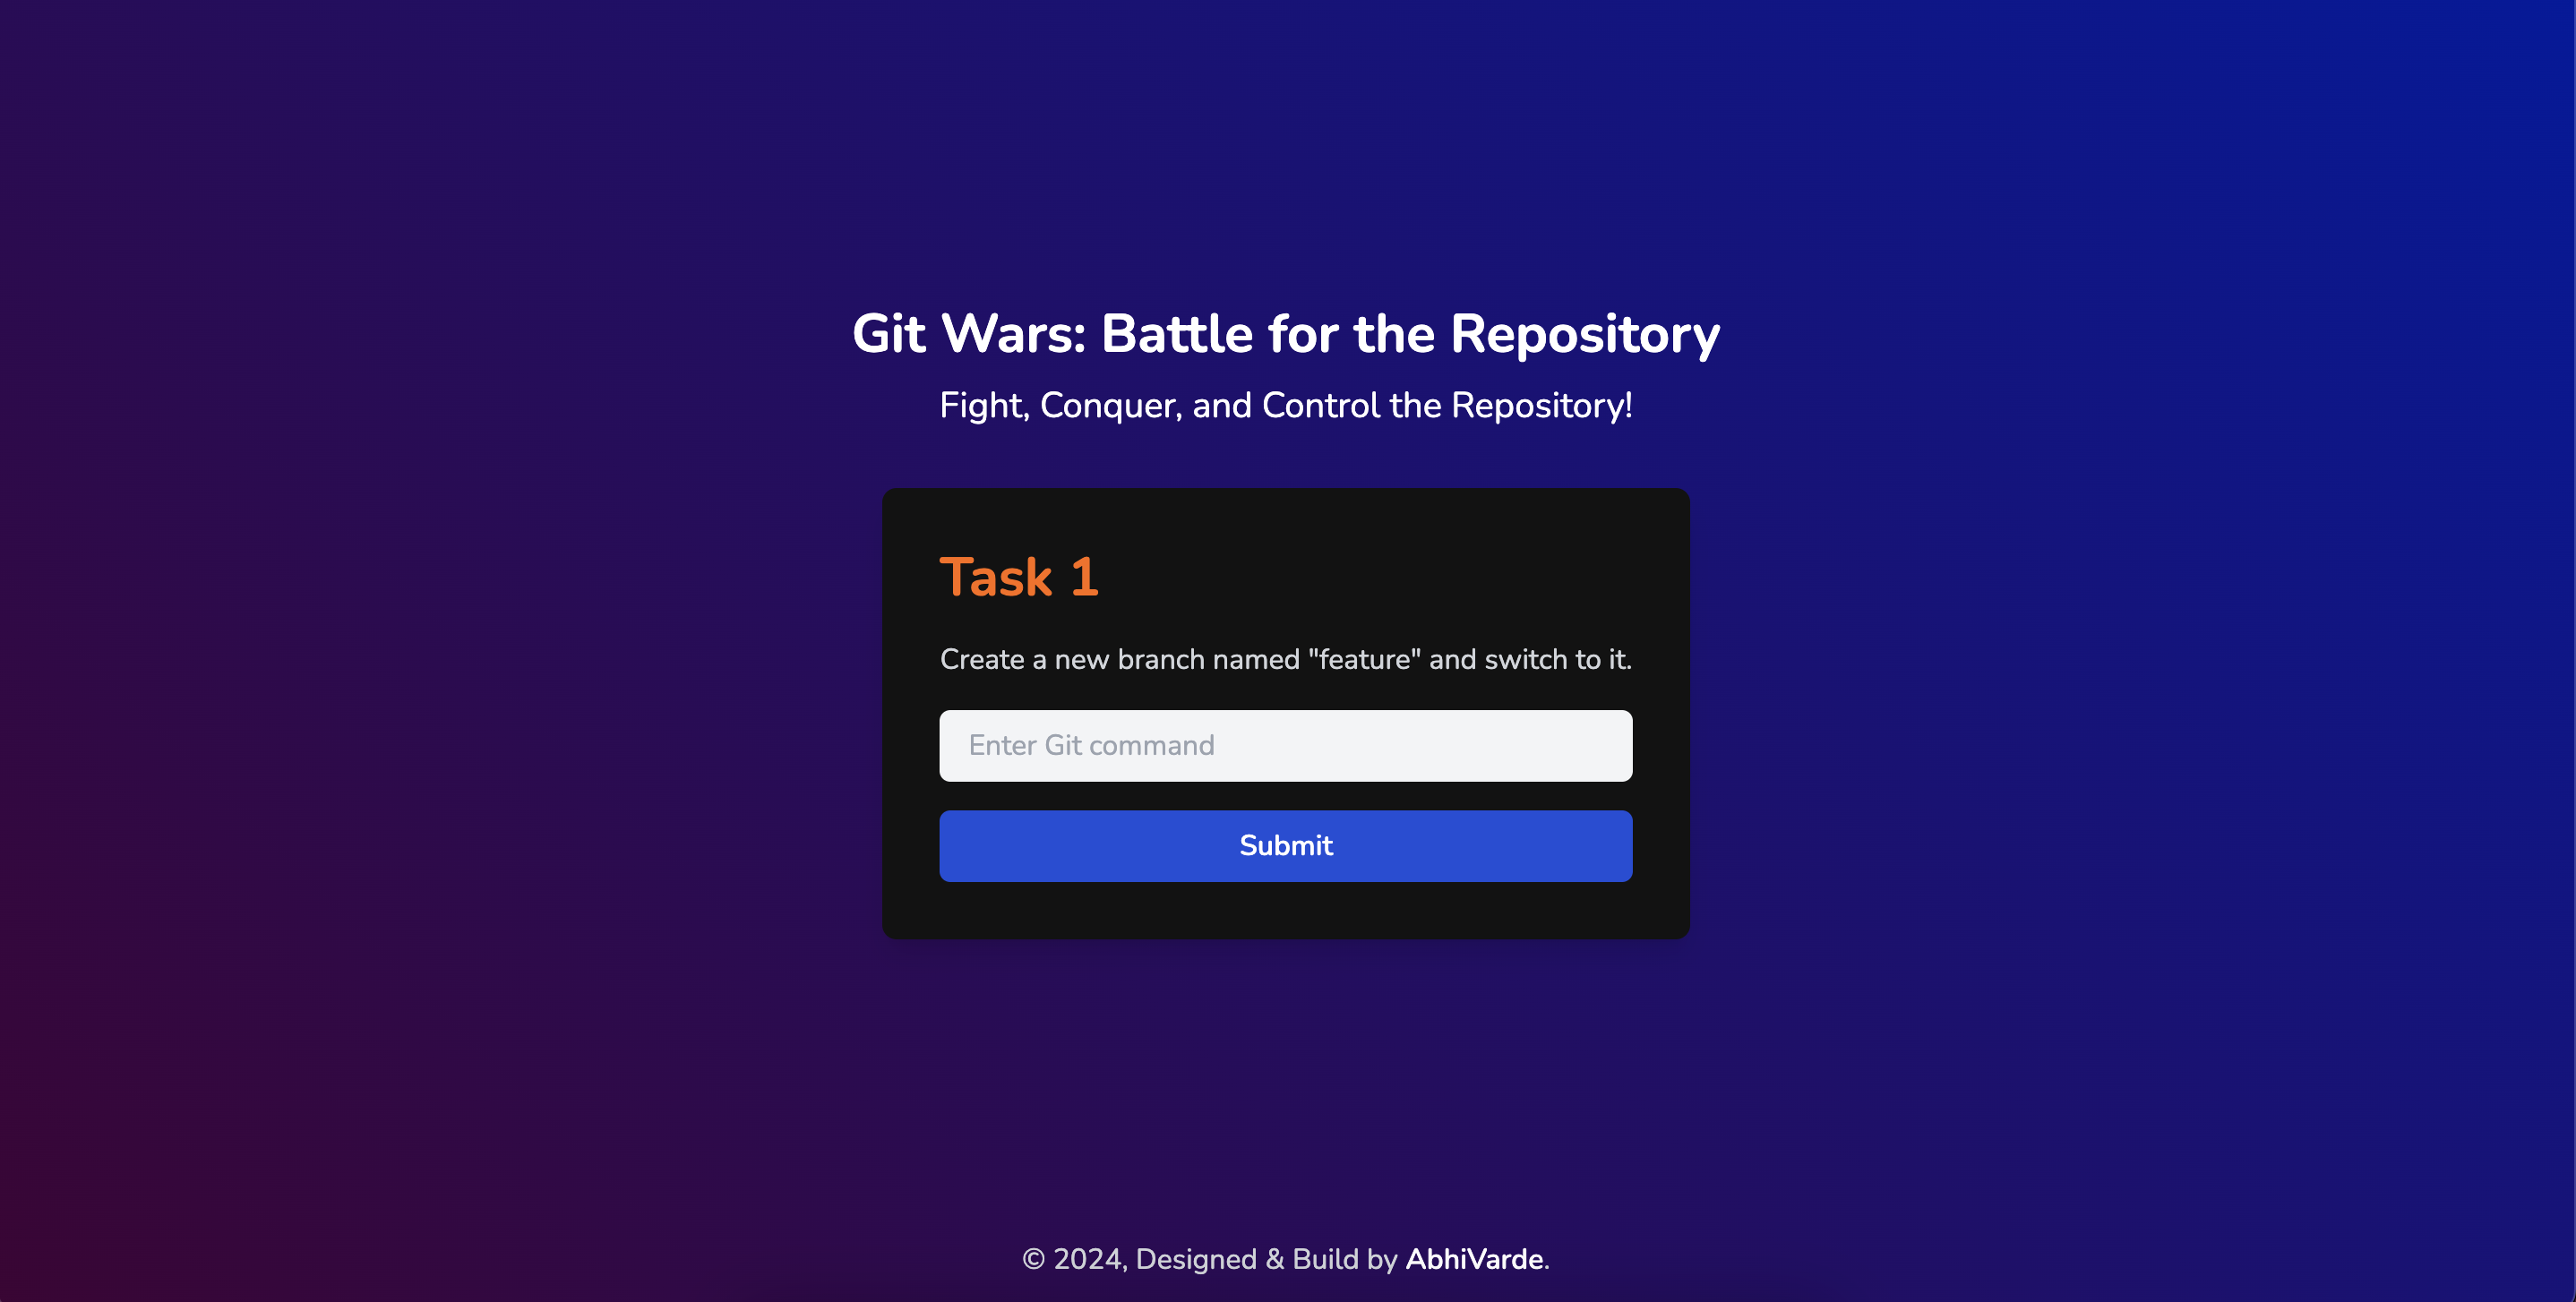 Git Wars: Battle for the Repository
Fight, Conquer, and Control the Repository!
Task 1
Create a new branch named "feature" and switch to it.
Enter Git command
Submit
© 2024, Designed & Build by AbhiVarde.